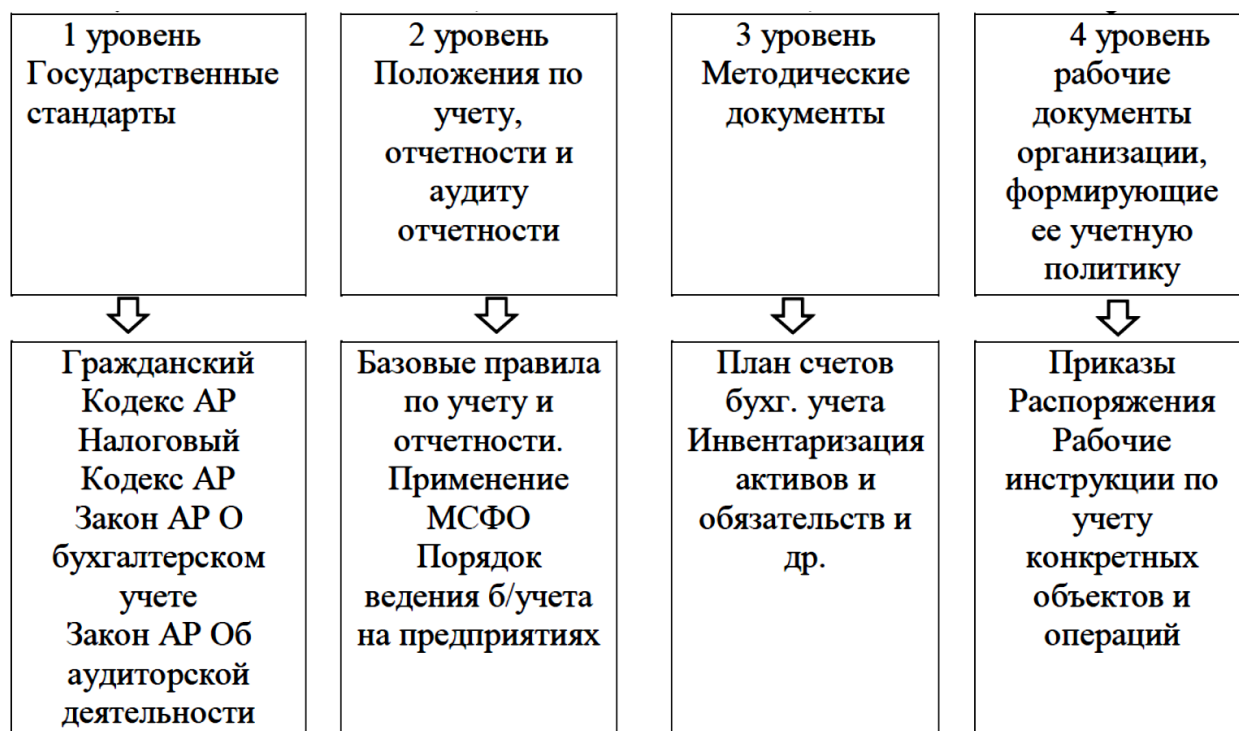 1 уровень
Государственные
стандарты
2 уровень
Положения по
учету,
отчетности и
аудиту
отчетности
3 уровень
Методические
документы
4 уровень
рабочие
документы
организации,
формирующие
ее учетную
политику
Гражданский
Кодекс АР
Налоговый
Кодекс АР
Закон АР О
бухгалтерском
учете
Закон АР Об
аудиторской
деятельности
Базовые правила
по учету и
отчетности.
Применение
МСФО
Порядок
ведения б/учета
на предприятиях
План счетов
бухг. учета
Инвентаризация
активов и
обязательств и
др.
Приказы
Распоряжения
Рабочие
инструкции по
учету
конкретных
объектов и
операций